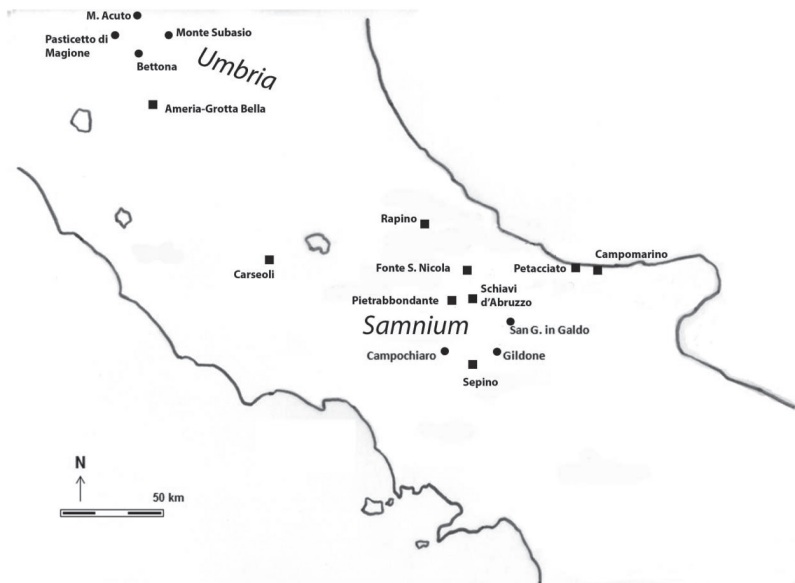 M. Acuto
Pasticetto di
Magione
Monte Subasio
Bettona
Umbria
Ameria-Grotta Bella
Rapino
Carseoli
Fonte S. Nicola
Petacciato
Campomarino
Pietrabbondante
Schiavi
d'Abruzzo
Samnium
San G. in Galdo
Campochiaro
Gildone
Sepino
N
50 km